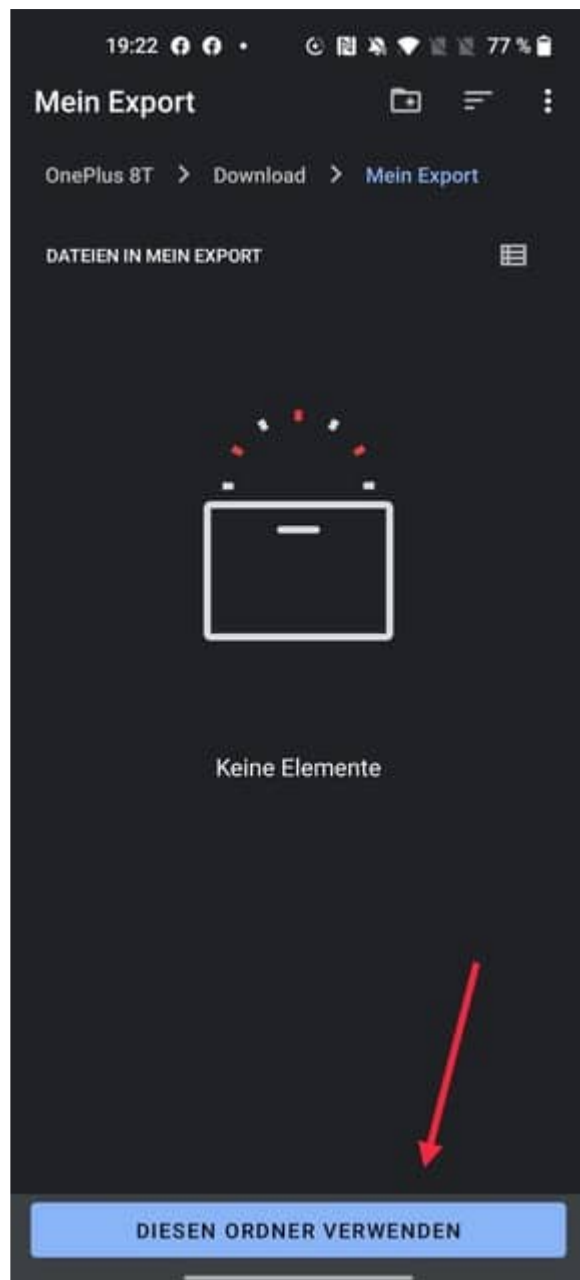 19:22 77 %
Mein Export
OnePlus 8T > Download > Mein Export
DATEIEN IN MEIN EXPORT
Keine Elemente
DIESEN ORDNER VERWENDEN